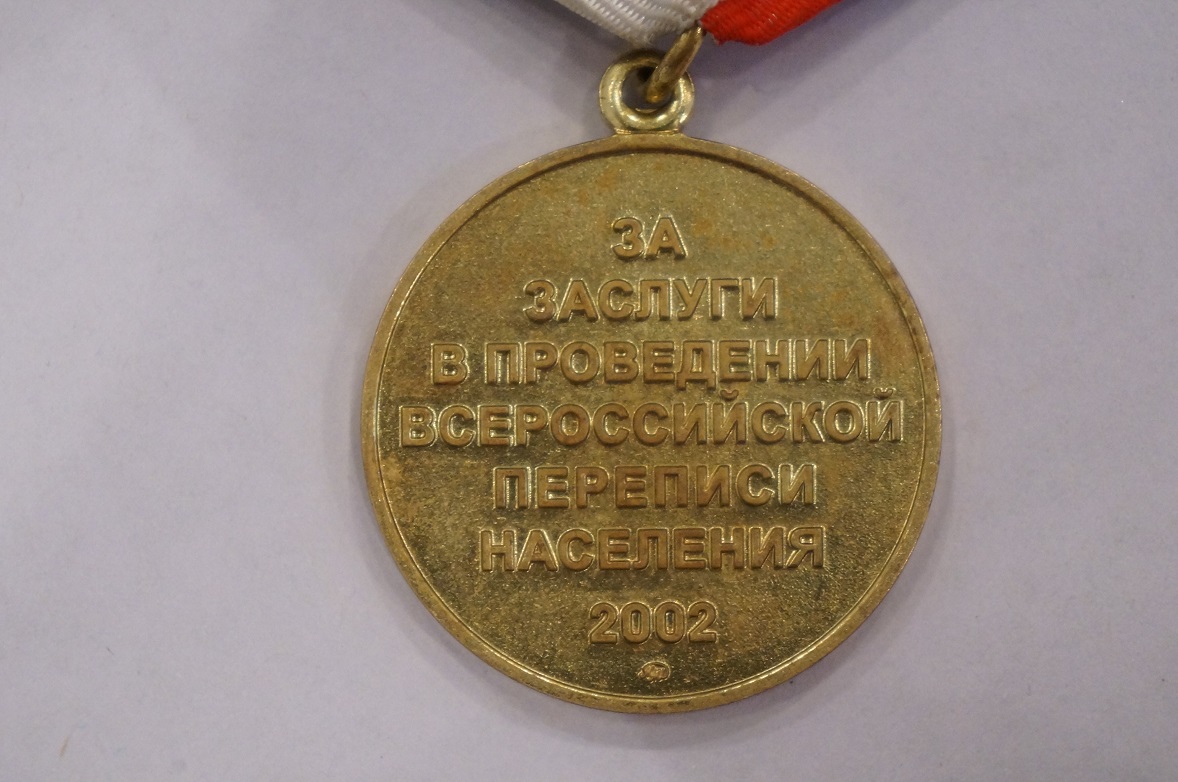 ЗА
ЗАСЛУГИ
В ПРОВЕДЕНИИ
ВСЕРОССИЙСКОЙ
ПЕРЕПИСИ
НАСЕЛЕНИЯ
2002